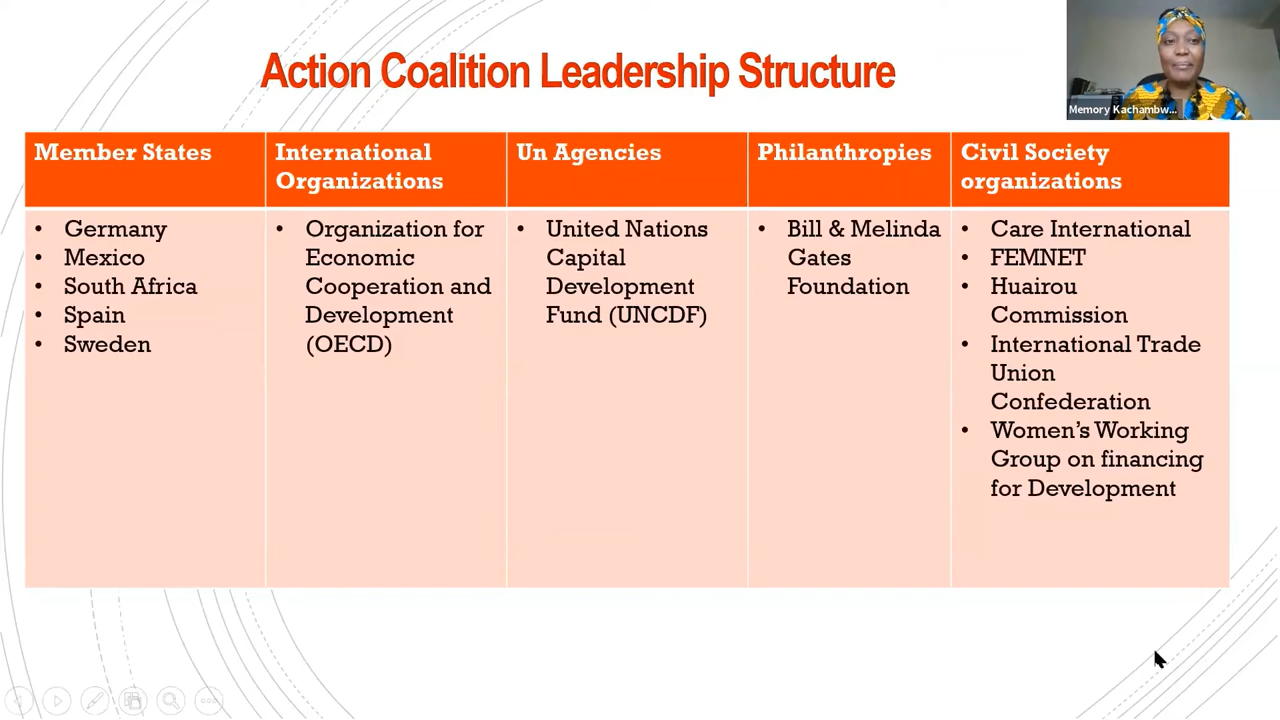 Action Coalition Leadership Structure
Memory Kachambw...
Member States
International
Organizations
Un Agencies
Philanthropies
Civil Society
organizations
• Germany
• Mexico
• South Africa
• Spain
• Sweden
• Organization for
Economic
Cooperation and
Development
(OECD)
• United Nations
Capital
Development
Fund (UNCDF)
• Bill & Melinda
Gates
Foundation
• Care International
• FEMNET
• Huairou
Commission
• International Trade
Union
Confederation
• Women's Working
Group on financing
for Development